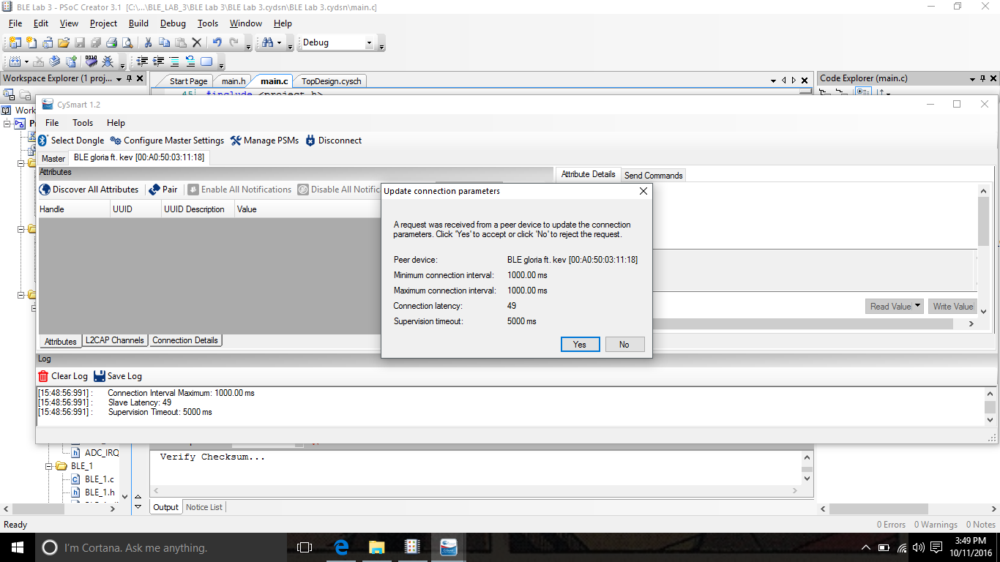 BLE Lab 3 - PSoC Creator 3.1 [C:\...\BLE_LAB_3\BLE Lab 3\BLE Lab 3.cydsn\BLE Lab 3.cydsn\main.c]
File Edit View Project Build Debug Tools Window Help
Debug
Workspace Explorer (1 proj...
Start Page main.h main.c TopDesign.cysch
Code Explorer (main.c)
45 #include <project.h>
CySmart 1.2
Work
File Tools Help
Select Dongle Configure Master Settings Manage PSMs Disconnect
Master BLE gloria ft. kev [00:A0:50:03:11:18]
Attributes
Attribute Details Send Commands
Discover All Attributes Pair Enable All Notifications Disable All Notific
Handle UUID UUID Description Value
Update connection parameters
A request was received from a peer device to update the connection
parameters. Click 'Yes' to accept or click 'No' to reject the request.
Peer device: BLE gloria ft. kev [00:A0:50:03:11:18]
Minimum connection interval: 1000.00 ms
Maximum connection interval: 1000.00 ms
Connection latency: 49
Supervision timeout: 5000 ms
Yes No
Read Value Write Value
Attributes L2CAP Channels Connection Details
Log
Clear Log Save Log
[15:48:56:991] : Connection Interval Maximum: 1000.00 ms
[15:48:56:991] : Slave Latency: 49
[15:48:56:991] : Supervision Timeout: 5000 ms
ADC_IRQ
BLE_1
BLE_1.c
BLE_1.h
Verify Checksum...
Output Notice List
Ready
0 Errors 0 Warnings 0 Notes
I'm Cortana. Ask me anything.
3:49 PM
10/11/2016